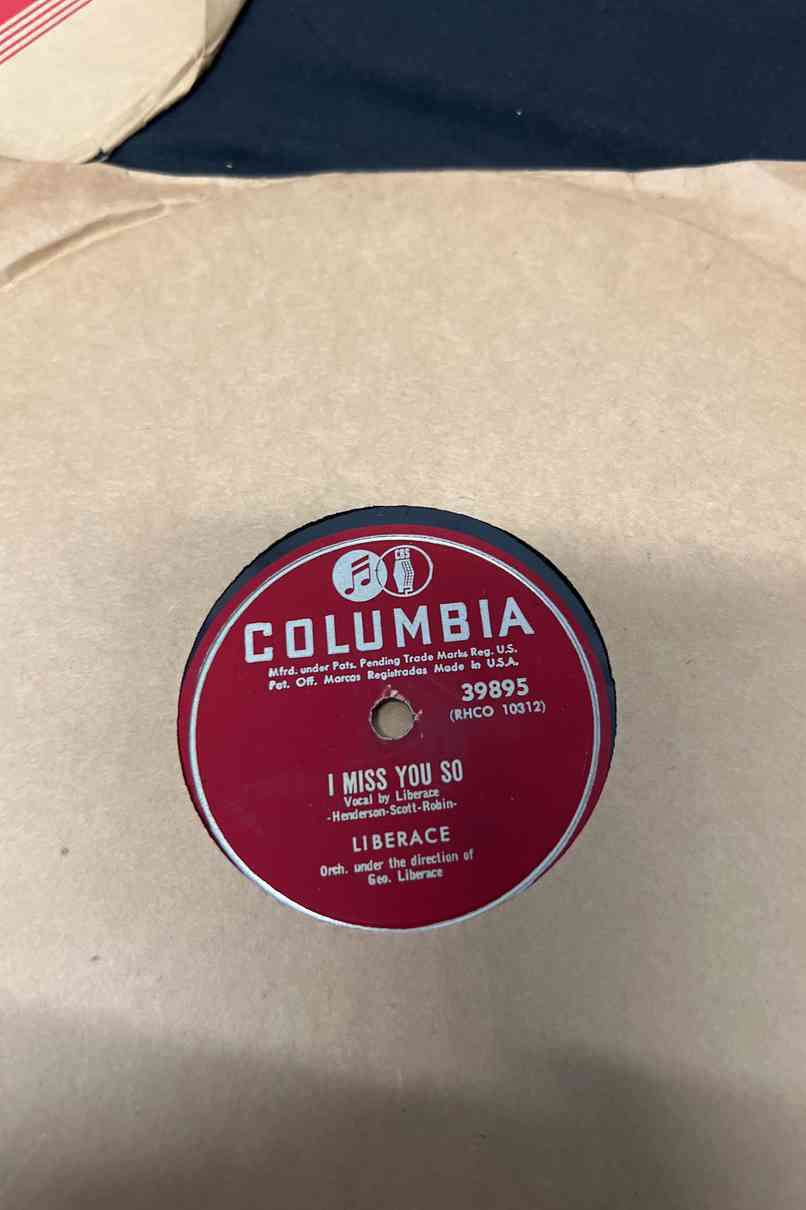 CBS
COLUMBIA
Mfrd. under Pats. Pending Trade Marks Reg. U.S.
Pat. Off. Marcas Registradas Made in U.S.A.
39895
(RHCO 10312)
I MISS YOU SO
Vocal by Liberace
-Henderson-Scott-Robin-
LIBERACE
Orch. under the direction of
Geo. Liberace